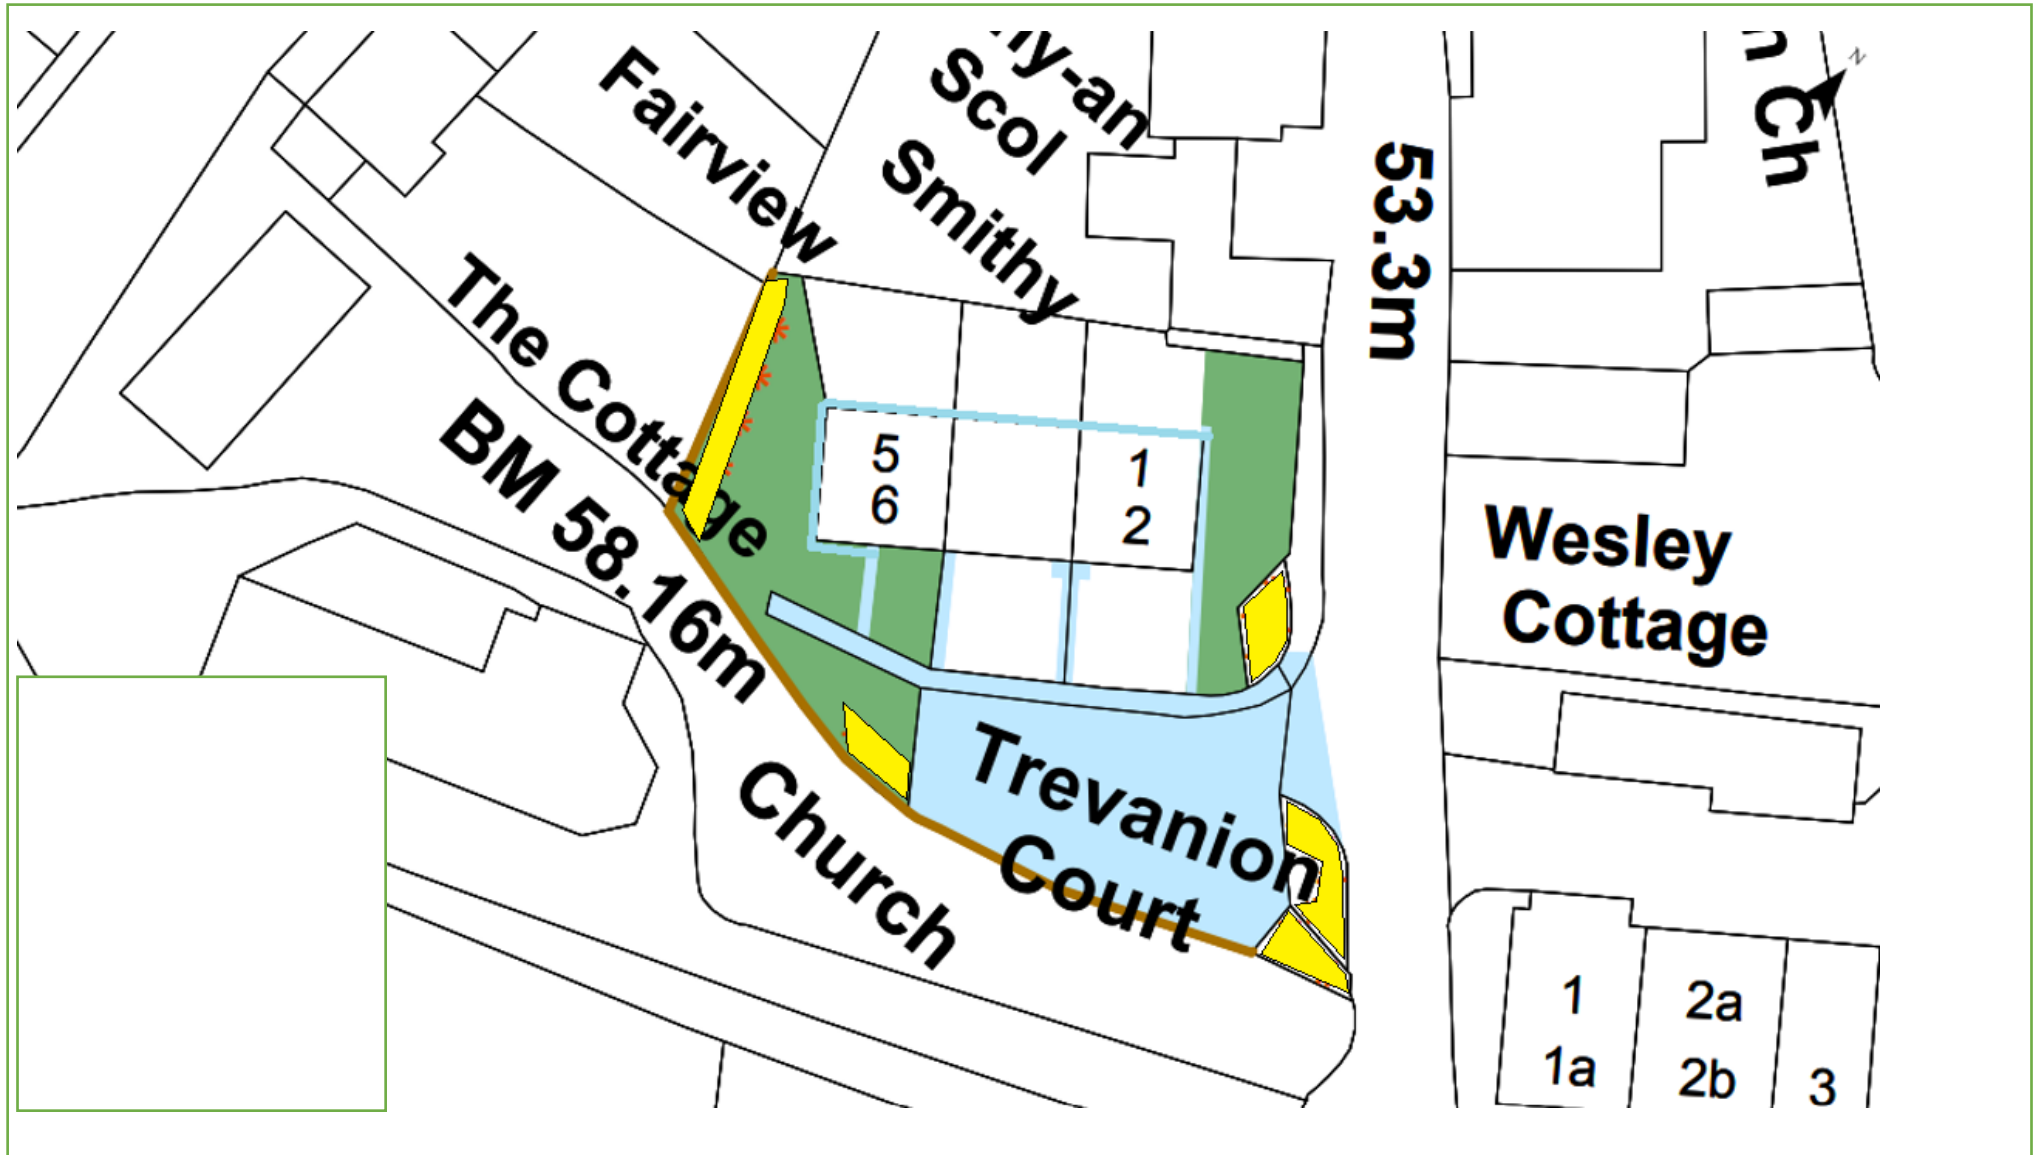 Fairview
Scol
Smithy
N
Ch
53.3m
The Cottage
BM 58.16m
5
6
1
2
Wesley
Cottage
Trevanion
Court
Church
1
1a
2a
2b
3